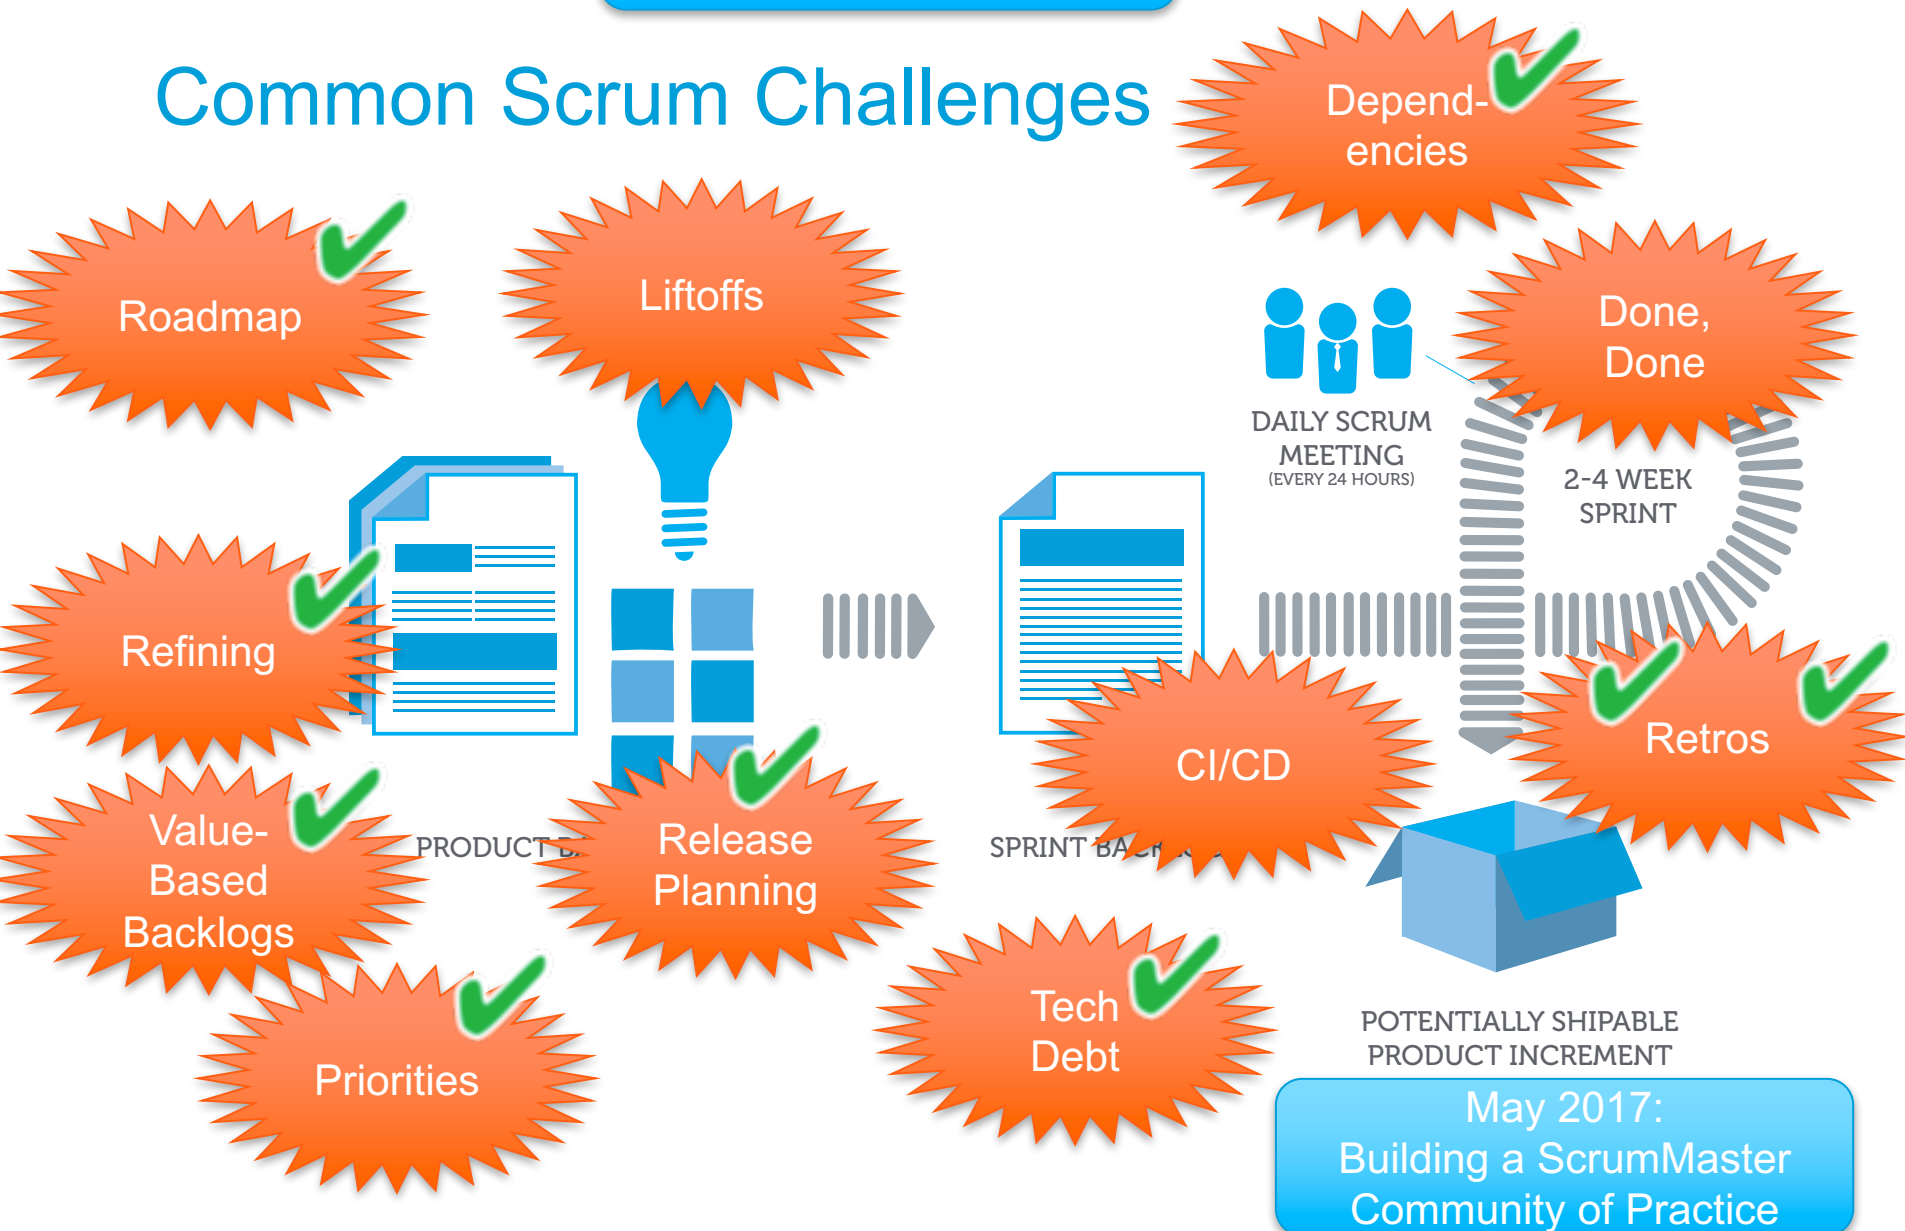 Common Scrum Challenges
Depend-
encies
Roadmap
Liftoffs
Done,
Done
DAILY SCRUM
MEETING
(EVERY 24 HOURS)
2-4 WEEK
SPRINT
Refining
Retros
CI/CD
Value-
Based
Backlogs
PRODUCT
Release
Planning
SPRINT
Tech
Debt
Priorities
POTENTIALLY SHIPABLE
PRODUCT INCREMENT
May 2017:
Building a ScrumMaster
Community of Practice